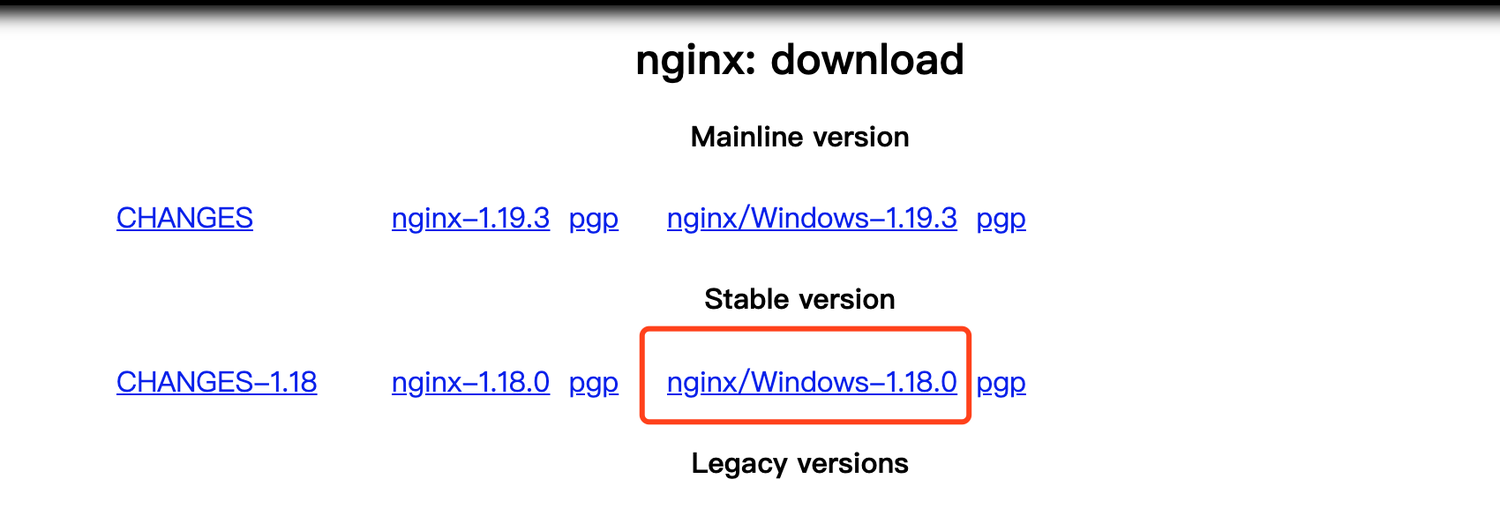 nginx: download
Mainline version
CHANGES nginx-1.19.3 pgp nginx/Windows-1.19.3 pgp
Stable version
CHANGES-1.18 nginx-1.18.0 pgp nginx/Windows-1.18.0 pgp
Legacy versions